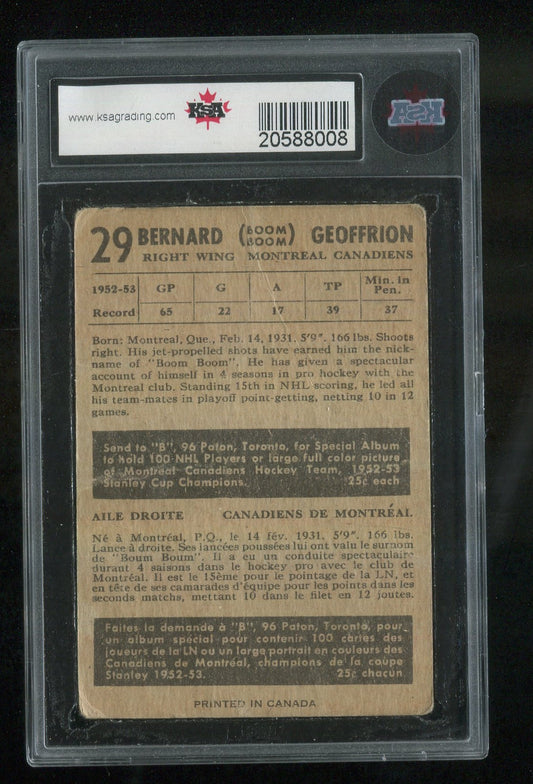 www.ksagrading.com
KSA
20588008
KSA
29 BERNARD (BOOM BOOM) GEOFFRION
RIGHT WING MONTREAL CANADIENS
1952-53 GP G A TP Min. in Pen.
Record 65 22 17 39 37
Born: Montreal, Que., Feb. 14, 1931. 5'9". 166 lbs. Shoots
right. His jet-propelled shots have earned him the nick-
name of "Boom Boom". He has given a spectacular
account of himself in 4 seasons in pro hockey with the
Montreal club. Standing 15th in NHL scoring, he led all
his team-mates in playoff point-getting, netting 10 in 12
games.
Send to "B", 96 Paton, Toronto, for Special Album
to hold 100 NHL Players or large full color picture
of Montreal Canadiens Hockey Team, 1952-53
Stanley Cup Champions. 25¢ each
AILE DROITE CANADIENS DE MONTRÉAL
Né à Montréal, P.Q., le 14 fév. 1931. 5'9". 166 lbs.
Lance à droite. Ses lancées poussées lui ont valu le surnom
de "Boum Boum". Il a eu un conduite spectaculaire
durant 4 saisons dans le hockey pro avec le club de
Montréal. Il est le 15ème pour le pointage de la LN, et
en tête de ses camarades d'équipe pour les points dans les
seconds matchs, mettant 10 dans le filet en 12 joutes.
Faites la demande à "B", 96 Paton, Toronto, pour
un album spécial pour contenir 100 cartes des
joueurs de la LN ou un large portrait en couleurs des
Canadiens de Montréal, champions de la coupe
Stanley 1952-53. 25¢ chacun
PRINTED IN CANADA